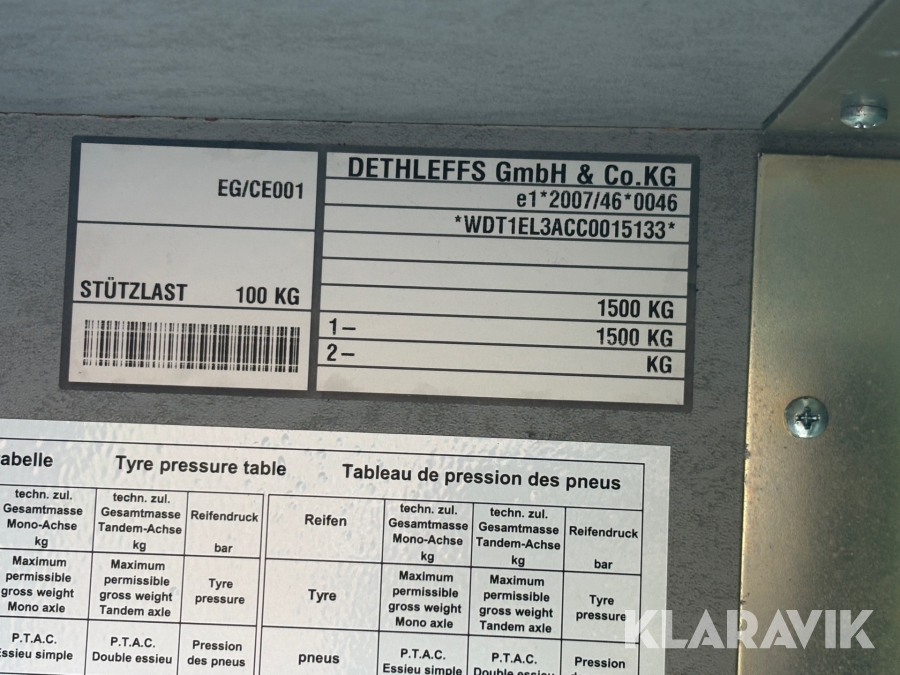 EG/CE001
STÜTZLAST 100 KG
DETHLEFFS GmbH & Co.KG
e1*2007/46*0046
*WDT1EL3ACC0015133*
1500 KG
1– 1500 KG
2– KG
abelle Tyre pressure table Tableau de pression des pneus
techn. zul.
Gesamtmasse
Mono-Achse
kg
techn. zul.
Gesamtmasse
Tandem-Achse
kg
Reifendruck
bar
Reifen
techn. zul.
Gesamtmasse
Mono-Achse
kg
techn. zul.
Gesamtmasse
Tandem-Achse
kg
Reifendruck
bar
Maximum
permissible
gross weight
Mono axle
Maximum
permissible
gross weight
Tandem axle
Tyre
pressure
Tyre
Maximum
permissible
gross weight
Mono axle
Maximum
permissible
gross weight
Tandem axle
Tyre
pressure
P.T.A.C.
Essieu simple
P.T.A.C.
Double essieu
Pression
des pneus
pneus
P.T.A.C.
Essieu simple
P.T.A.C.
Double essieu
Pression
KLARAVIK